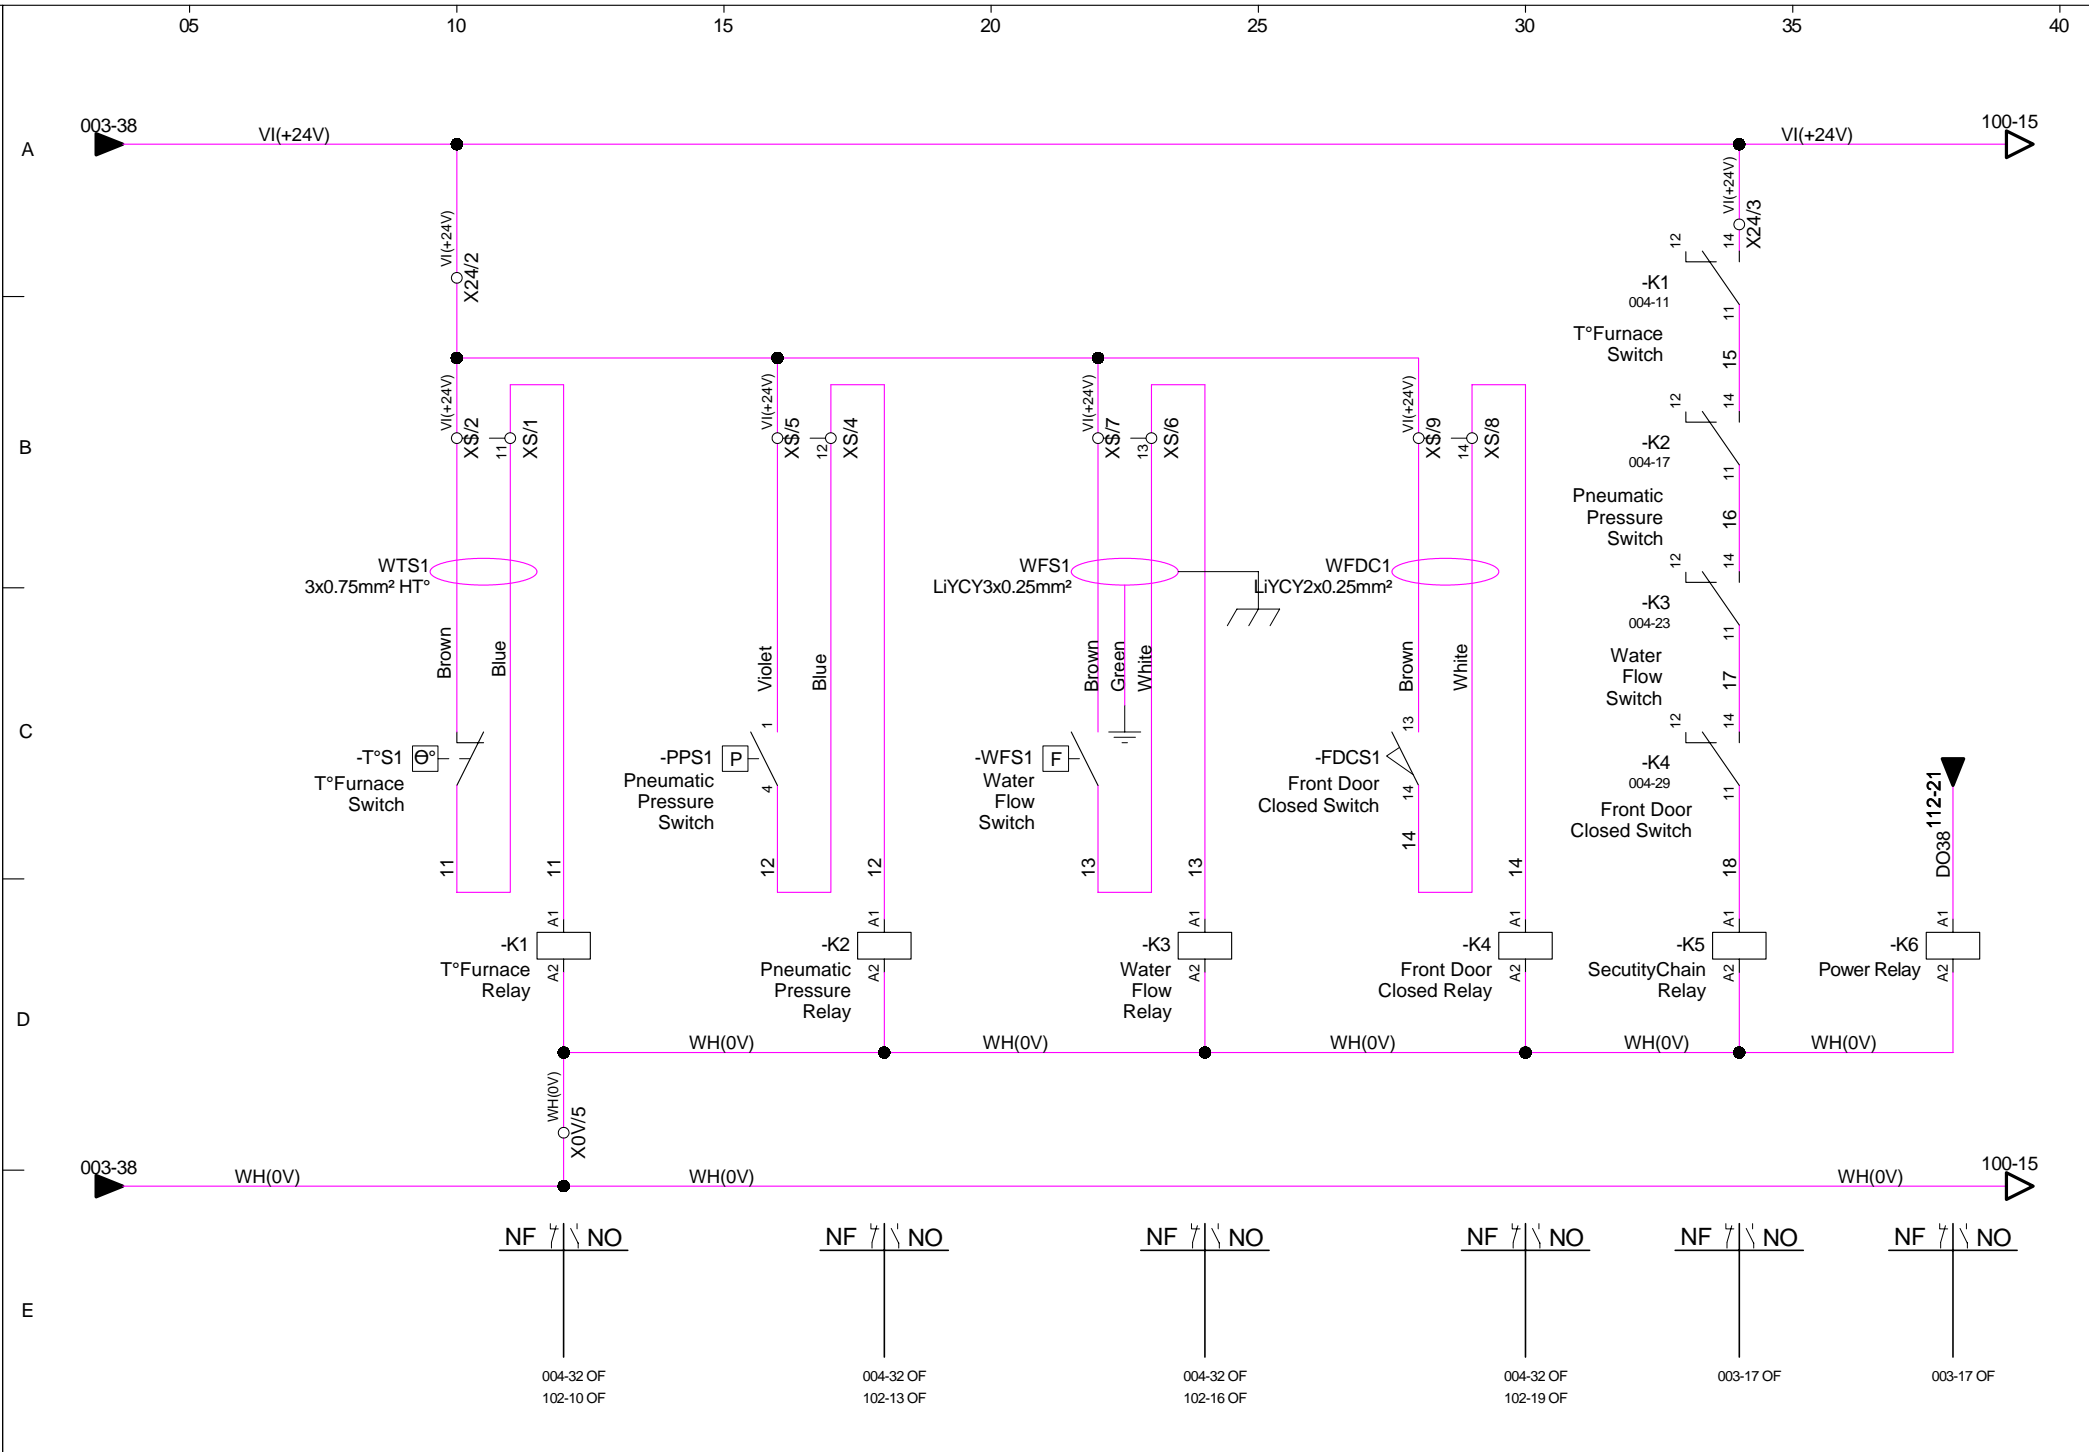 05 10 15 20 25 30 35 40
A
B
C
D
E
003-38
VI(+24V)
VI(+24V)
100-15
VI(+24V)
X24/2
VI(+24V)
X24/3
VI(+24V)
XS/2
11
XS/1
VI(+24V)
XS/5
12
XS/4
VI(+24V)
XS/7
13
XS/6
VI(+24V)
XS/9
14
XS/8
WTS1
3x0.75mm² HT°
WFS1
LiYCY3x0.25mm²
WFDC1
LiYCY2x0.25mm²
Brown
Blue
Violet
Blue
Brown
Green
White
Brown
White
-T°S1
Θ°
T°Furnace
Switch
11
11
1
-PPS1
P
4
Pneumatic
Pressure
Switch
12
12
-WFS1
F
Water
Flow
Switch
13
13
13
-FDCS1
14
Front Door
Closed Switch
14
14
12
14
-K1
004-11
11
T°Furnace
Switch
15
12
14
-K2
004-17
11
Pneumatic
Pressure
Switch
16
12
14
-K3
004-23
11
Water
Flow
Switch
17
12
14
-K4
004-29
11
Front Door
Closed Switch
18
112-21
DO38
A1
-K1
A2
T°Furnace
Relay
A1
-K2
A2
Pneumatic
Pressure
Relay
A1
-K3
A2
Water
Flow
Relay
A1
-K4
A2
Front Door
Closed Relay
A1
-K5
A2
SecutityChain
Relay
A1
-K6
A2
Power Relay
WH(0V)
WH(0V)
WH(0V)
WH(0V)
WH(0V)
WH(0V)
X0V/5
003-38
WH(0V)
WH(0V)
WH(0V)
100-15
NF NO
NF NO
NF NO
NF NO
NF NO
NF NO
004-32 OF
102-10 OF
004-32 OF
102-13 OF
004-32 OF
102-16 OF
004-32 OF
102-19 OF
003-17 OF
003-17 OF